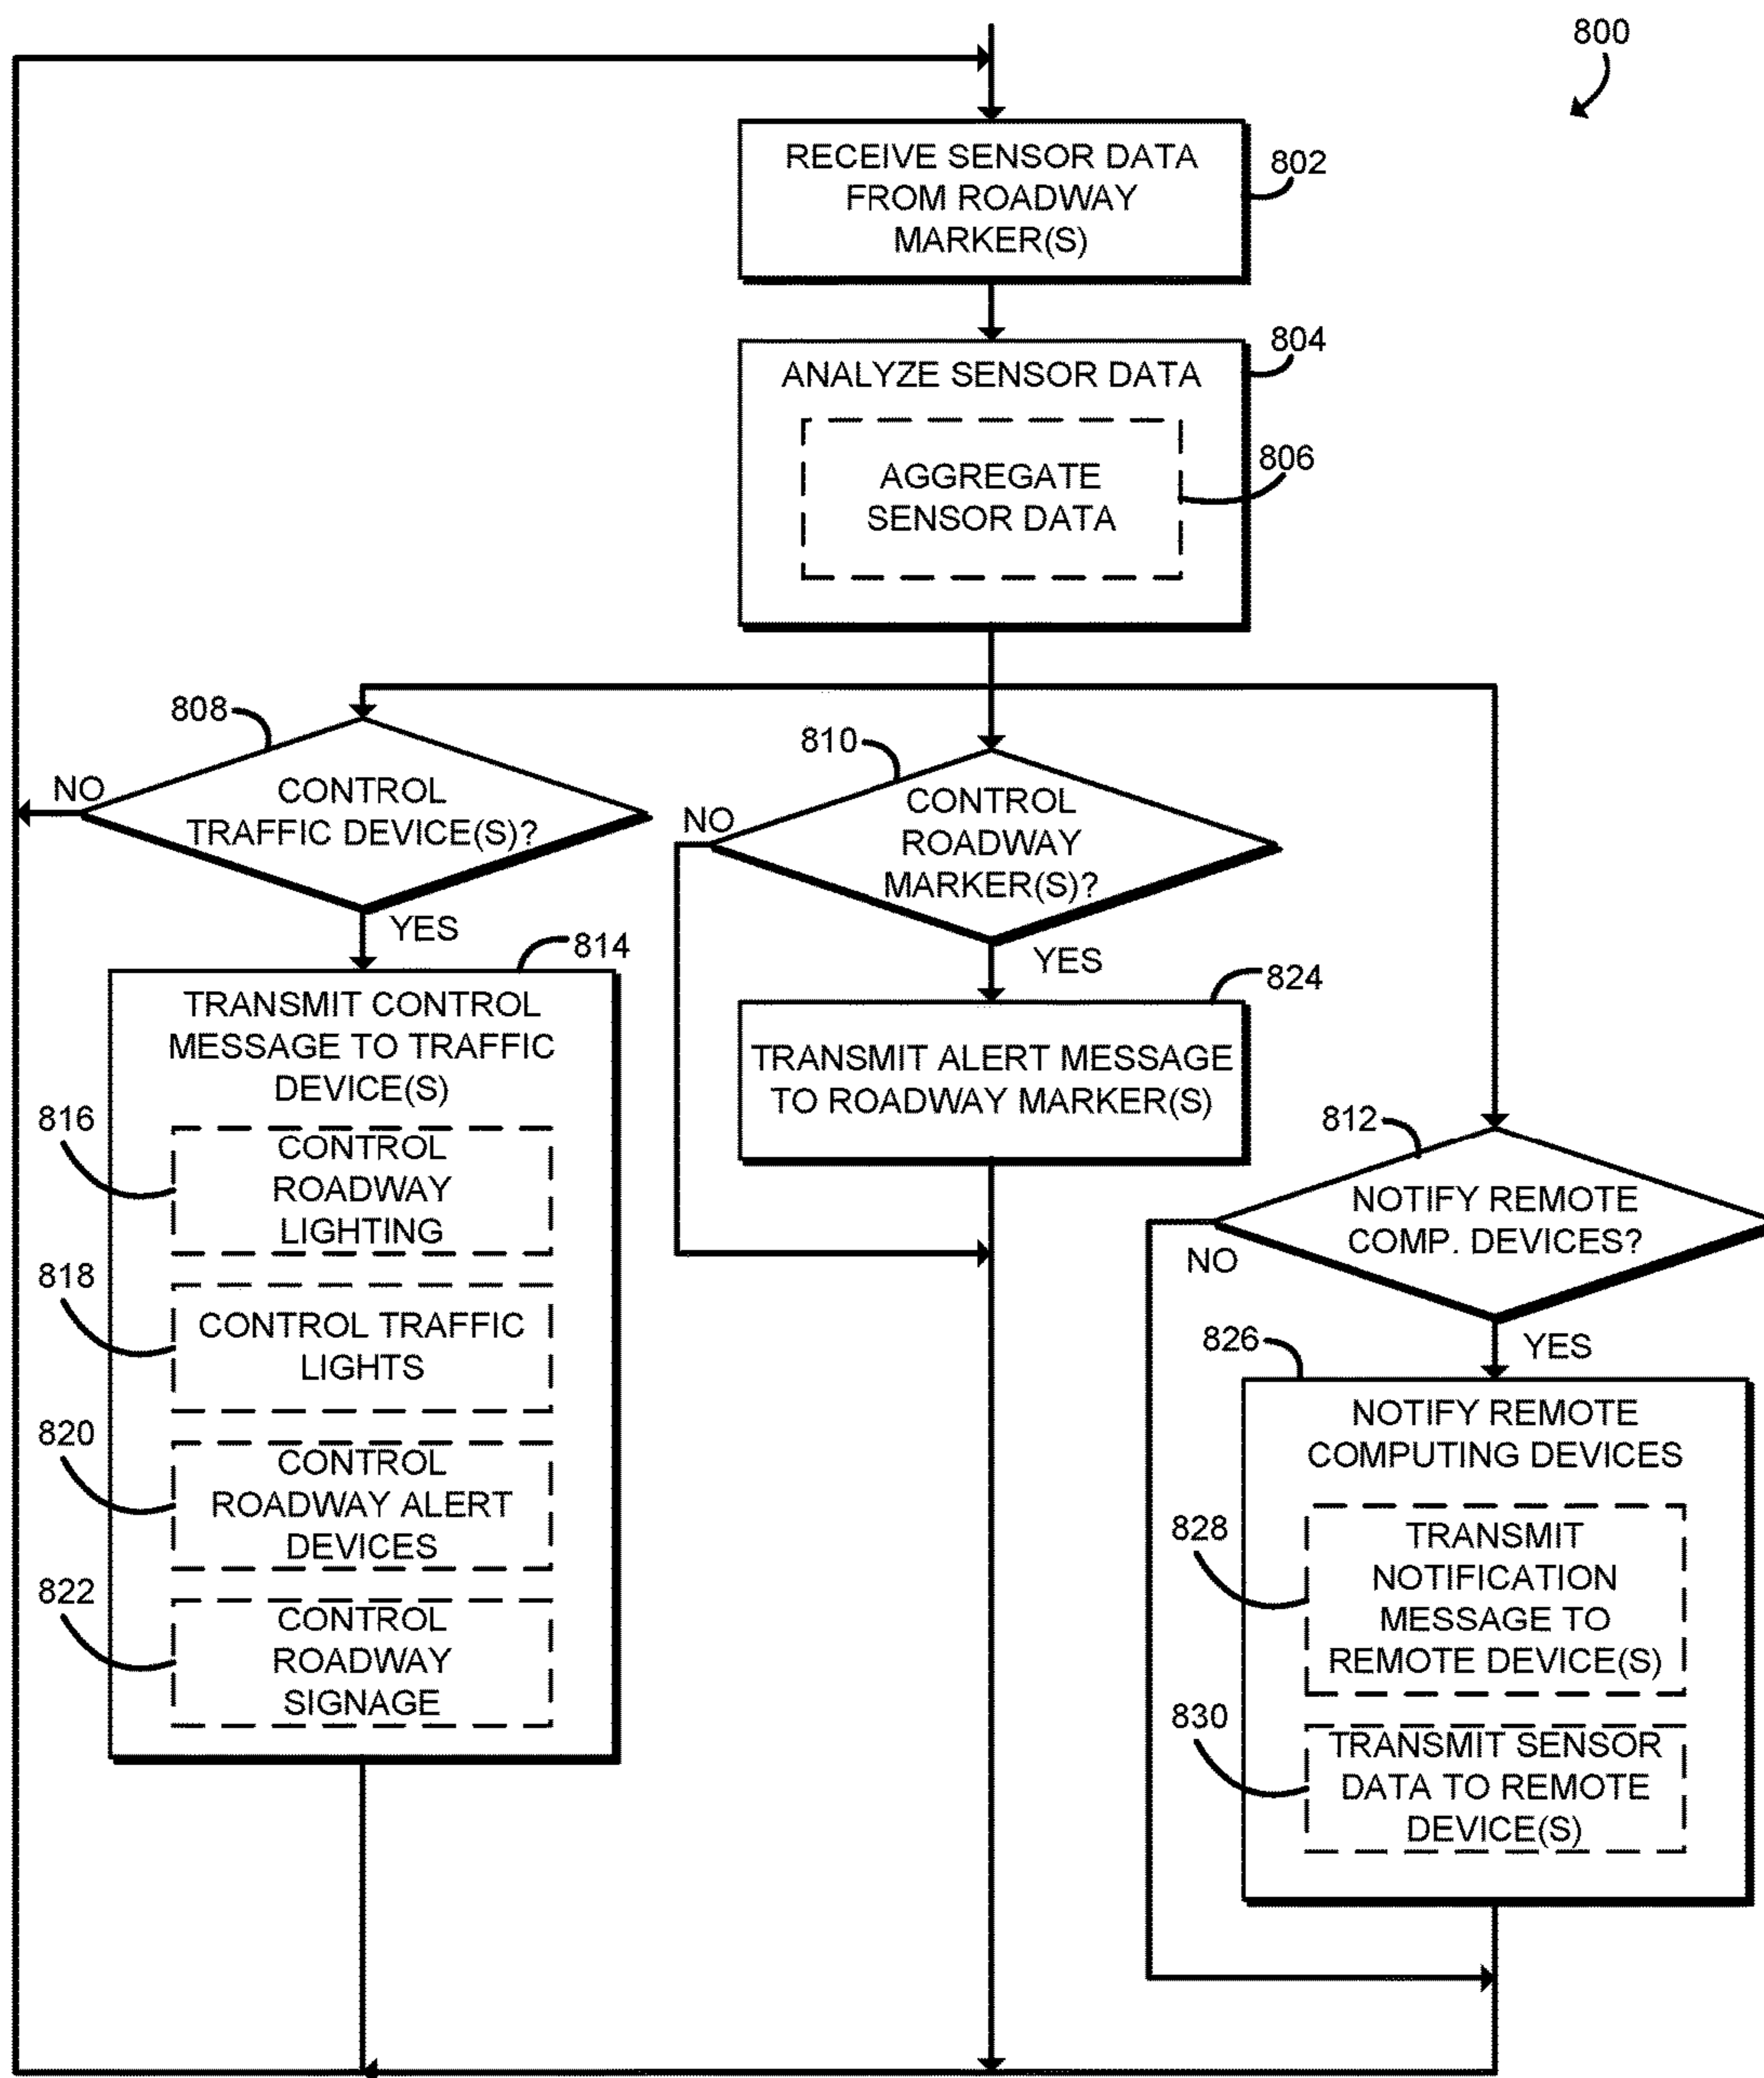 800
RECEIVE SENSOR DATA
FROM ROADWAY
MARKER(S)
802
ANALYZE SENSOR DATA
804
AGGREGATE
SENSOR DATA
806
808
CONTROL
TRAFFIC DEVICE(S)?
NO
YES
810
CONTROL
ROADWAY
MARKER(S)?
NO
YES
814
TRANSMIT CONTROL
MESSAGE TO TRAFFIC
DEVICE(S)
816
CONTROL
ROADWAY
LIGHTING
818
CONTROL TRAFFIC
LIGHTS
820
CONTROL
ROADWAY ALERT
DEVICES
822
CONTROL
ROADWAY
SIGNAGE
824
TRANSMIT ALERT MESSAGE
TO ROADWAY MARKER(S)
812
NOTIFY REMOTE
COMP. DEVICES?
NO
YES
826
NOTIFY REMOTE
COMPUTING DEVICES
828
TRANSMIT
NOTIFICATION
MESSAGE TO
REMOTE DEVICE(S)
830
TRANSMIT SENSOR
DATA TO REMOTE
DEVICE(S)